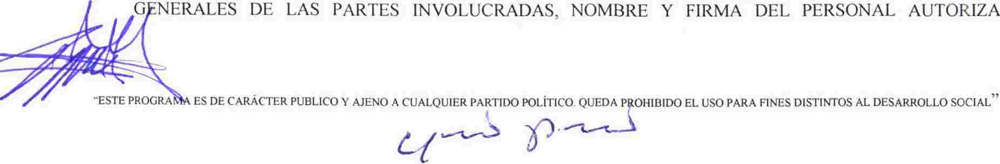 GENERALES DE LAS PARTES INVOLUCRADAS, NOMBRE Y FIRMA DEL PERSONAL AUTORIZA
“ESTE PROGRAMA ES DE CARÁCTER PUBLICO Y AJENO A CUALQUIER PARTIDO POLÍTICO. QUEDA PROHIBIDO EL USO PARA FINES DISTINTOS AL DESARROLLO SOCIAL”